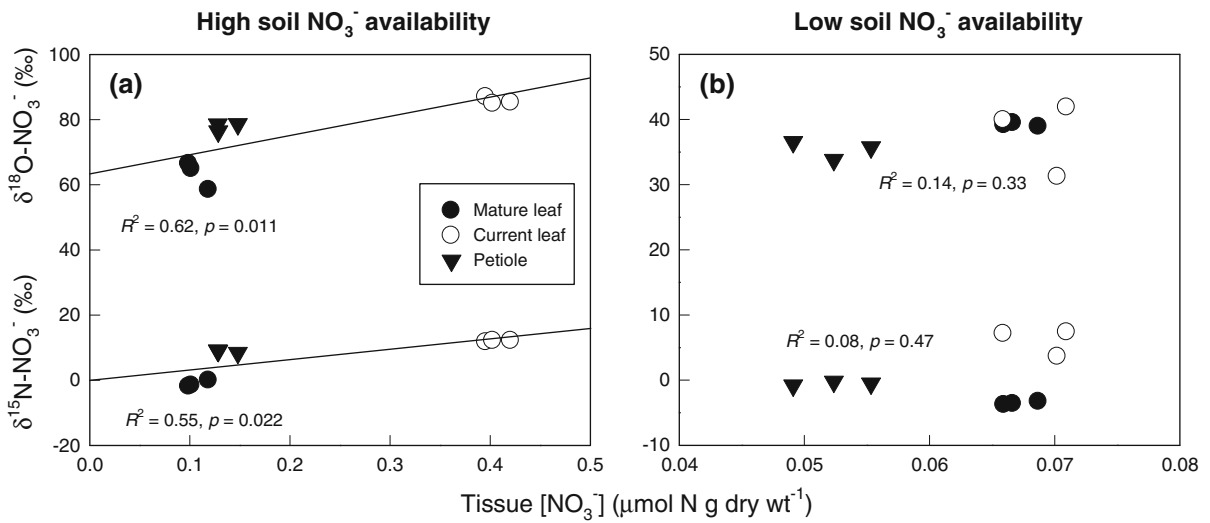 High soil NO₃⁻ availability
Low soil NO₃⁻ availability
δ¹⁸O-NO₃⁻ (‰)
δ¹⁵N-NO₃⁻ (‰)
100
80
60
40
20
0
-20
(a)
R² = 0.62, p = 0.011
Mature leaf
Current leaf
Petiole
R² = 0.55, p = 0.022
0.0 0.1 0.2 0.3 0.4 0.5
50
40
30
20
10
0
-10
(b)
R² = 0.14, p = 0.33
R² = 0.08, p = 0.47
0.04 0.05 0.06 0.07 0.08
Tissue [NO₃⁻] (μmol N g dry wt⁻¹)